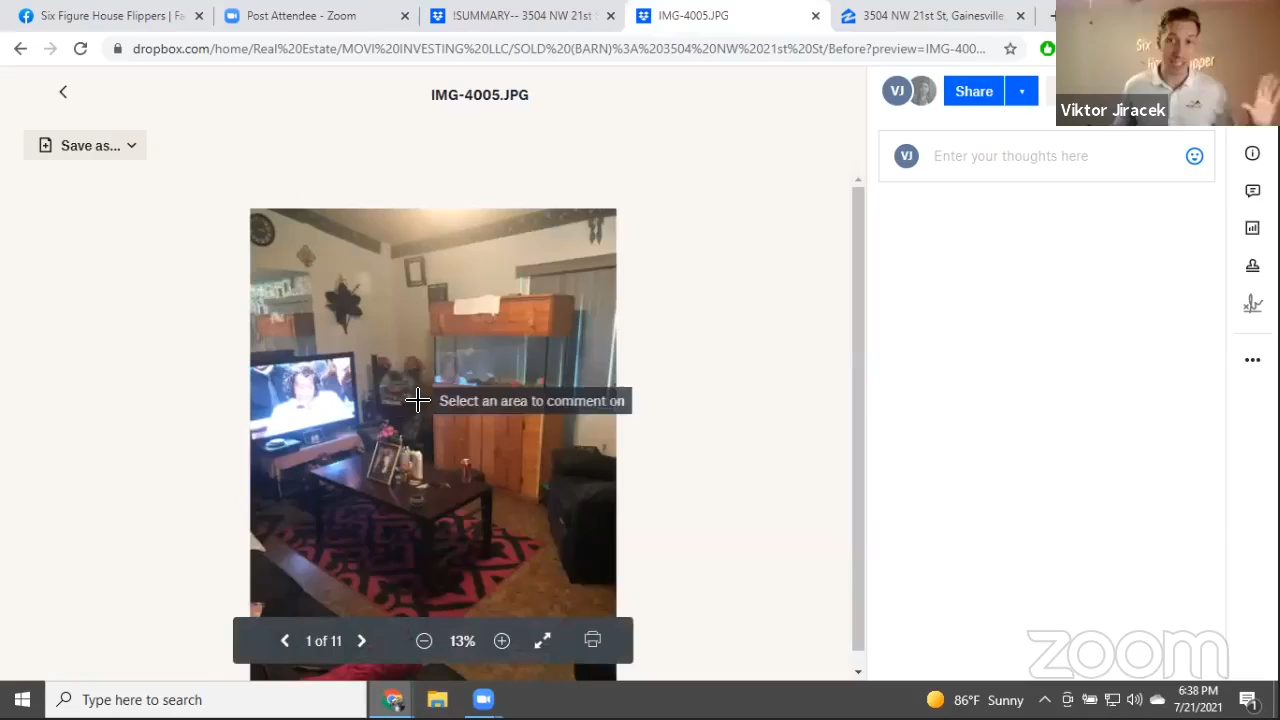 Six Figure House Flippers | Fa
Post Attendee - Zoom
!SUMMARY-- 3504 NW 21st S
IMG-4005.JPG
3504 NW 21st St, Gainesville,
dropbox.com/home/Real%20Estate/MOVI%20INVESTING%20LLC/SOLD%20(BARN)%3A%203504%20NW%2021st%20St/Before?preview=IMG-400...
Six
Flipper
Viktor Jiracek
IMG-4005.JPG
VJ
Share
Save as...
VJ
Enter your thoughts here
Select an area to comment on
1 of 11
13%
zoom
Type here to search
86°F Sunny
6:38 PM
7/21/2021
1